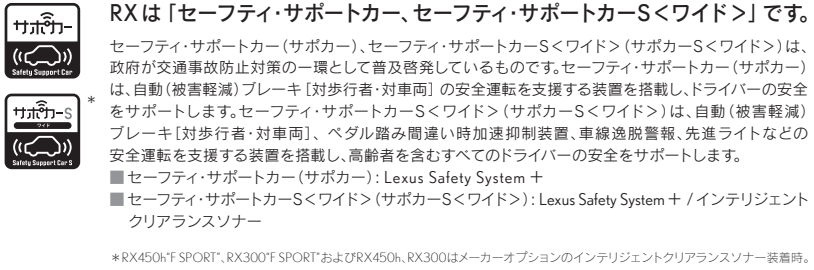 サポカー
Safety Support Car
サポカーS
ワイド
Safety Support Car S
*
RXは「セーフティ・サポートカー、セーフティ・サポートカーS<ワイド>」です。
セーフティ・サポートカー(サポカー)、セーフティ・サポートカーS<ワイド>(サポカーS<ワイド>)は、
政府が交通事故防止対策の一環として普及啓発しているものです。セーフティ・サポートカー(サポカー)
は、自動(被害軽減)ブレーキ[対歩行者・対車両] の安全運転を支援する装置を搭載し、ドライバーの安全
をサポートします。セーフティ・サポートカーS<ワイド>(サポカーS<ワイド>)は、自動(被害軽減)
ブレーキ[対歩行者・対車両]、ペダル踏み間違い時加速抑制装置、車線逸脱警報、先進ライトなどの
安全運転を支援する装置を搭載し、高齢者を含むすべてのドライバーの安全をサポートします。
■セーフティ・サポートカー(サポカー): Lexus Safety System +
■セーフティ・サポートカーS<ワイド>(サポカーS<ワイド>): Lexus Safety System + / インテリジェント
クリアランスソナー
*RX450h"F SPORT"、RX300"F SPORT"およびRX450h、RX300はメーカーオプションのインテリジェントクリアランスソナー装着時。